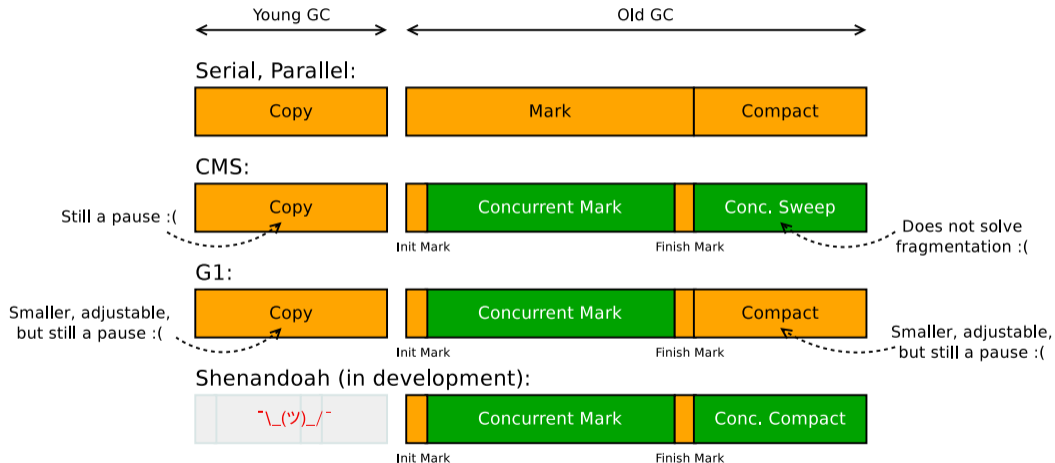 Young GC
Old GC
Serial, Parallel:
Copy
Mark
Compact
CMS:
Still a pause :(
Copy
Concurrent Mark
Conc. Sweep
Does not solve
fragmentation :(
Init Mark
Finish Mark
G1:
Smaller, adjustable,
but still a pause :(
Copy
Concurrent Mark
Compact
Smaller, adjustable,
but still a pause :(
Init Mark
Finish Mark
Shenandoah (in development):
¯\_(ツ)_/¯
Concurrent Mark
Conc. Compact
Init Mark
Finish Mark